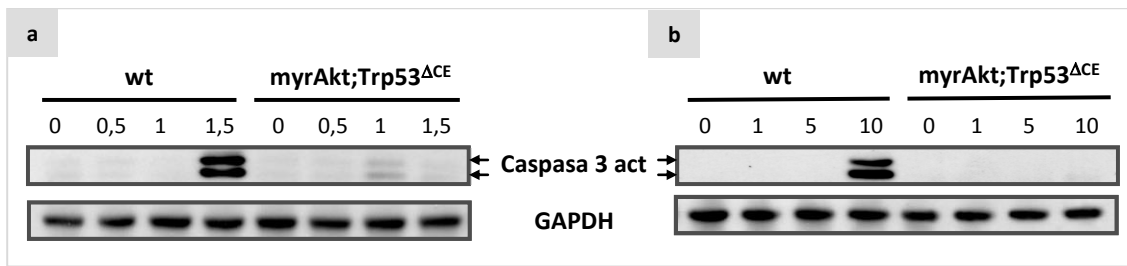 a
b
wt myrAkt;Trp53ΔCE wt myrAkt;Trp53ΔCE
0 0,5 1 1,5 0 0,5 1 1,5 0 1 5 10 0 1 5 10
Caspasa 3 act
GAPDH